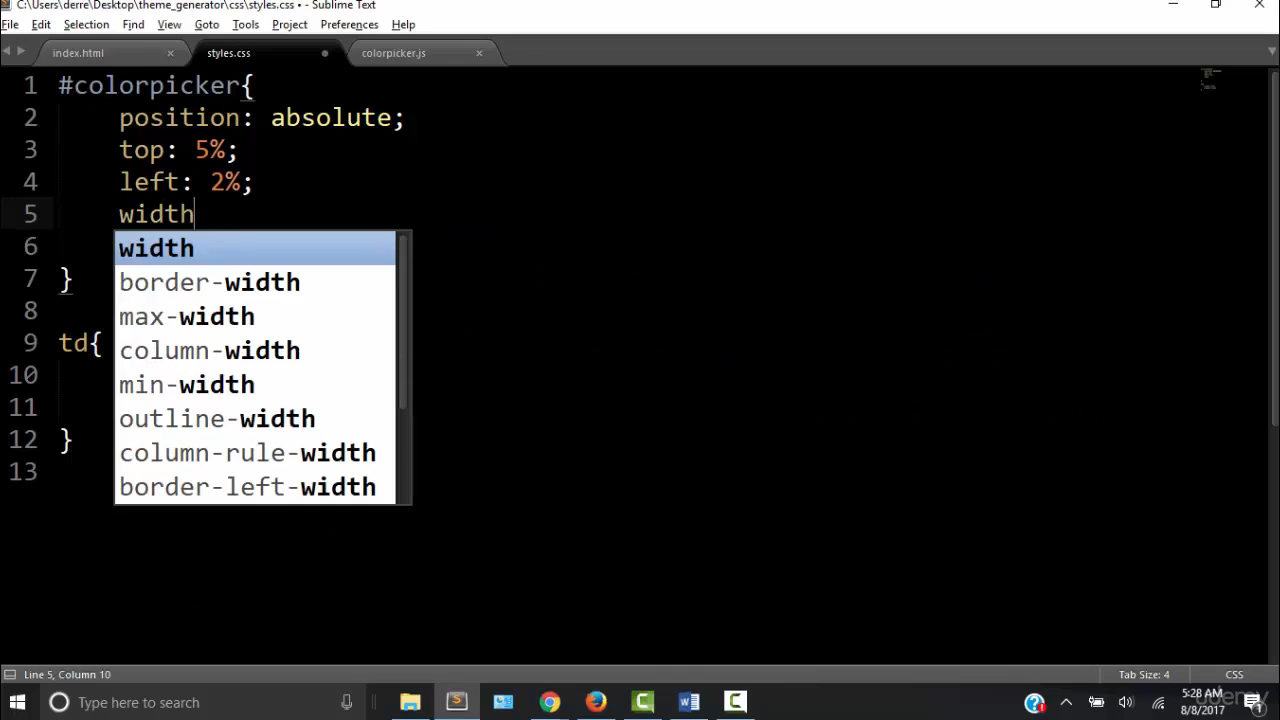 C:\Users\derre\Desktop\theme_generator\css\styles.css • - Sublime Text
File Edit Selection Find View Goto Tools Project Preferences Help
index.html styles.css colorpicker.js
1 #colorpicker{
2 position: absolute;
3 top: 5%;
4 left: 2%;
5 width
6
7 }
8
9 td{
10
11
12 }
13
width
border-width
max-width
column-width
min-width
outline-width
column-rule-width
border-left-width
Line 5, Column 10 Tab Size: 4 CSS
Type here to search
5:28 AM
8/8/2017
udemy